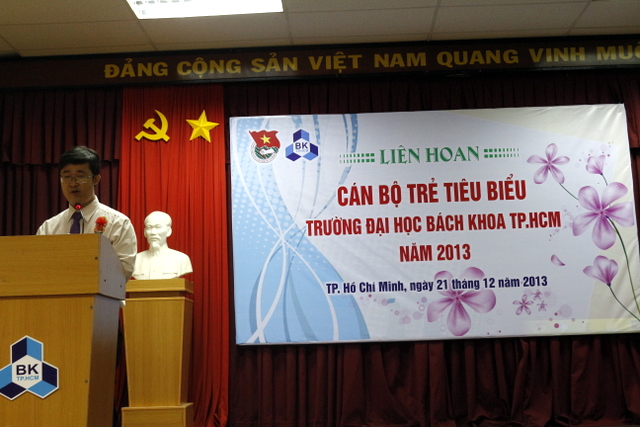 ĐẢNG CỘNG SẢN VIỆT NAM QUANG VINH MUÔ
BK
LIÊN HOAN
CÁN BỘ TRẺ TIÊU BIỂU
TRƯỜNG ĐẠI HỌC BÁCH KHOA TP.HCM
NĂM 2013
TP. Hồ Chí Minh, ngày 21 tháng 12 năm 2013
BK
TP.HCM